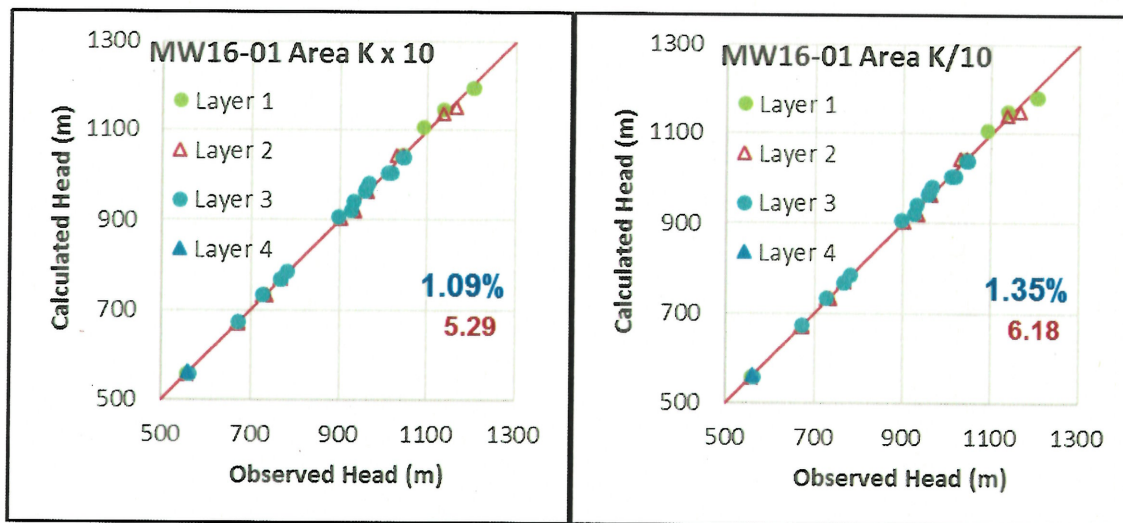 MW16-01 Area K x 10
1300
1100
900
700
500
Calculated Head (m)
Layer 1
Layer 2
Layer 3
Layer 4
1.09%
5.29
500 700 900 1100 1300
Observed Head (m)
MW16-01 Area K/10
1300
1100
900
700
500
Calculated Head (m)
Layer 1
Layer 2
Layer 3
Layer 4
1.35%
6.18
500 700 900 1100 1300
Observed Head (m)